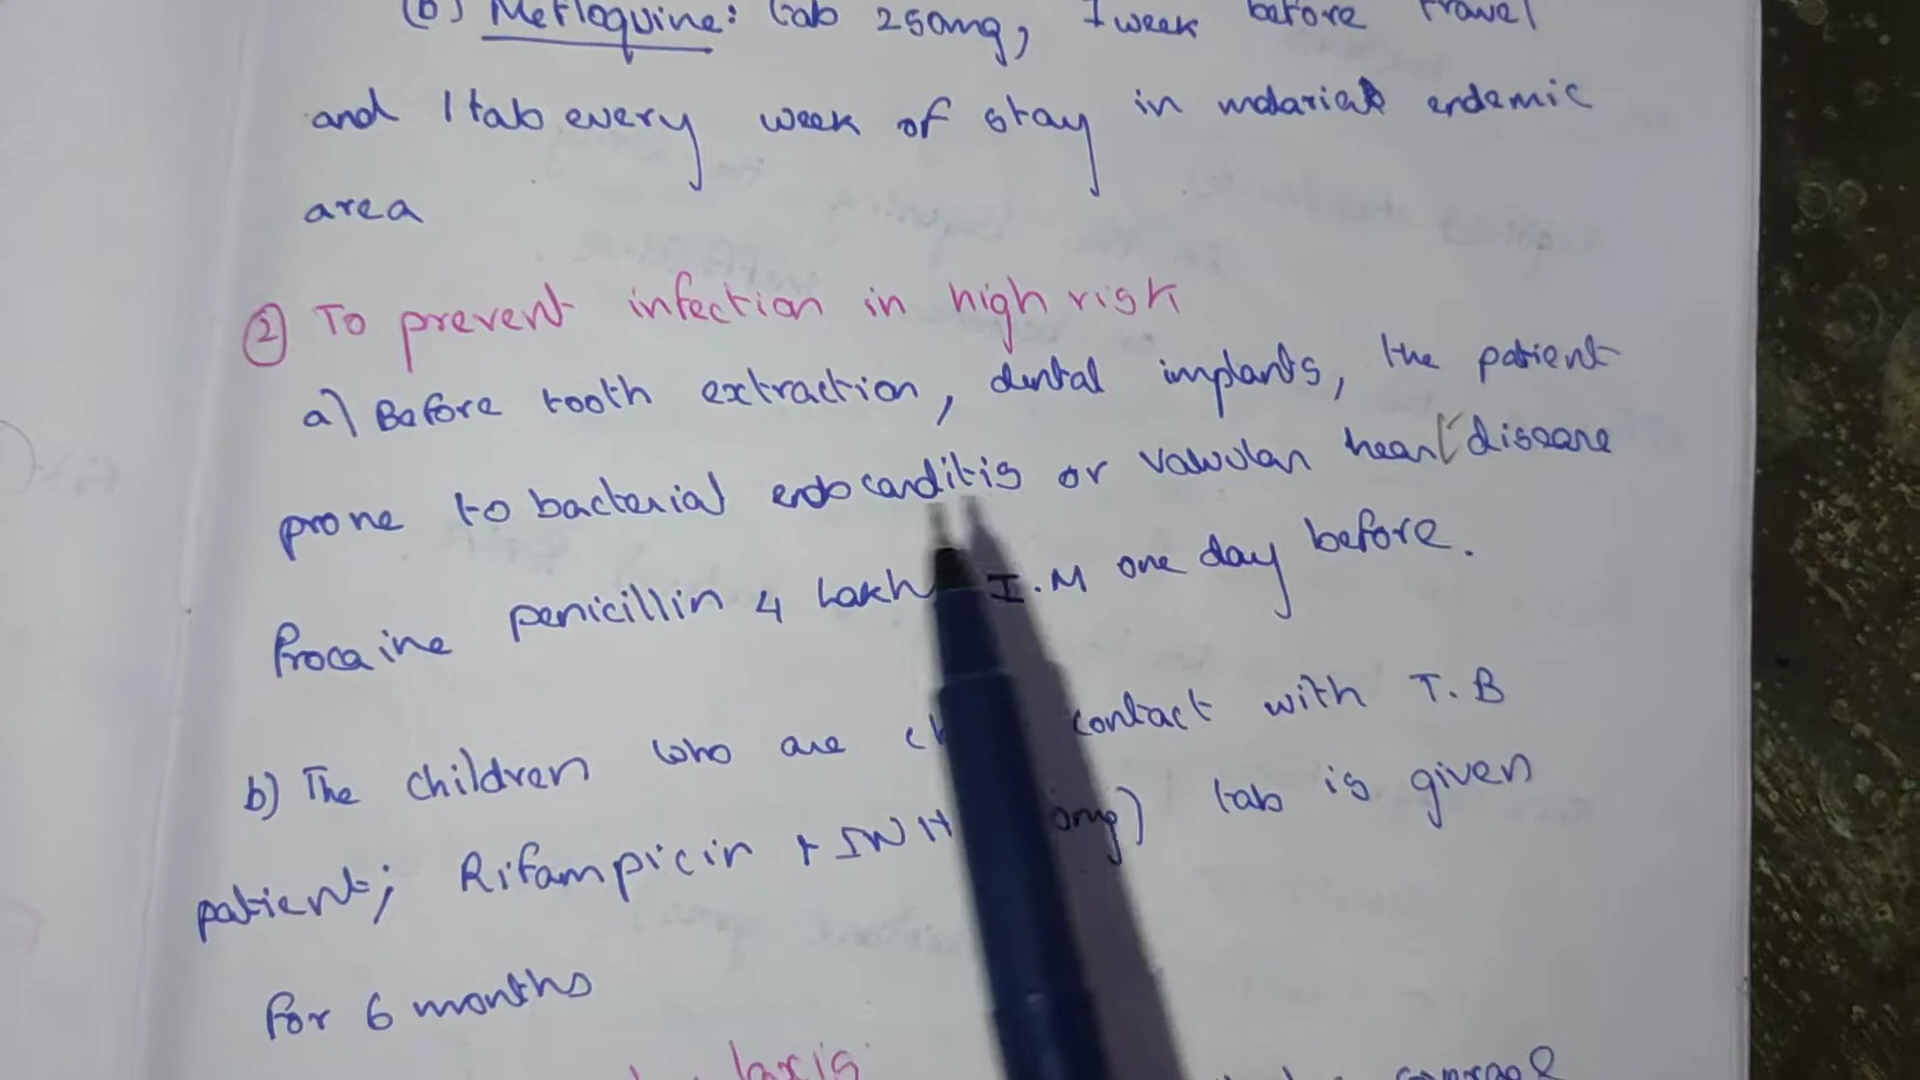 (b) Mefloquine: tab 250mg, 1 week before travel
and 1 tab every week of stay in malaria endemic
area
② To prevent infection in high risk
a) Before tooth extraction, dental implants, the patient
prone to bacterial endocarditis or valvular heart disease
Procaine penicillin 4 Lakh I.M one day before.
b) The children who are contact with T.B
patient; Rifampicin + INH mg) tab is given
for 6 months
laxis